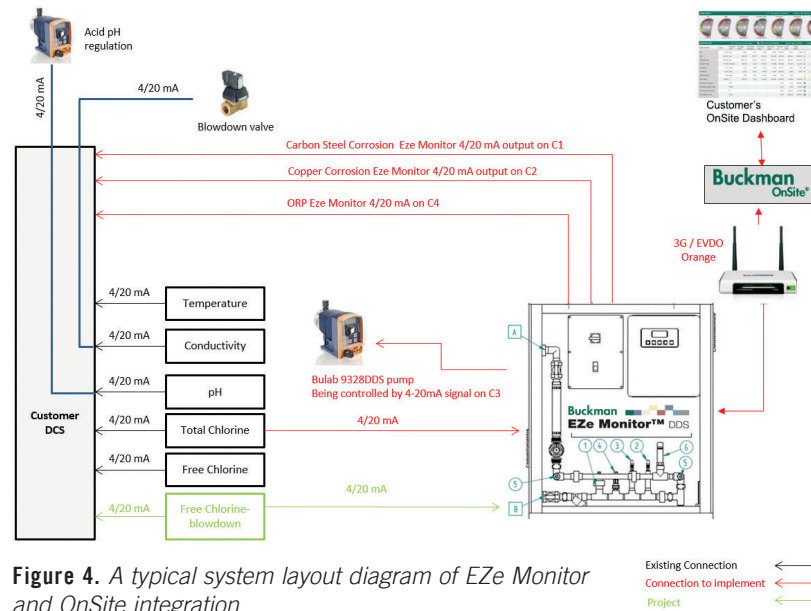 Acid pH
regulation
4/20 mA
4/20 mA
Blowdown valve
Customer's
OnSite Dashboard
Carbon Steel Corrosion Eze Monitor 4/20 mA output on C1
Copper Corrosion Eze Monitor 4/20 mA output on C2
ORP Eze Monitor 4/20 mA on C4
Buckman
OnSite®
3G / EVDO
Orange
4/20 mA
Temperature
4/20 mA
Conductivity
4/20 mA
pH
Customer
DCS
4/20 mA
Total Chlorine
4/20 mA
4/20 mA
Free Chlorine
4/20 mA
Free Chlorine-
blowdown
4/20 mA
Bulab 9328DDS pump
Being controlled by 4-20mA signal on C3
A
Buckman
EZe Monitor™ DDS
1
4
3
2
6
5
5
B
Figure 4. A typical system layout diagram of EZe Monitor
and OnSite integration
Existing Connection
Connection to implement
Project